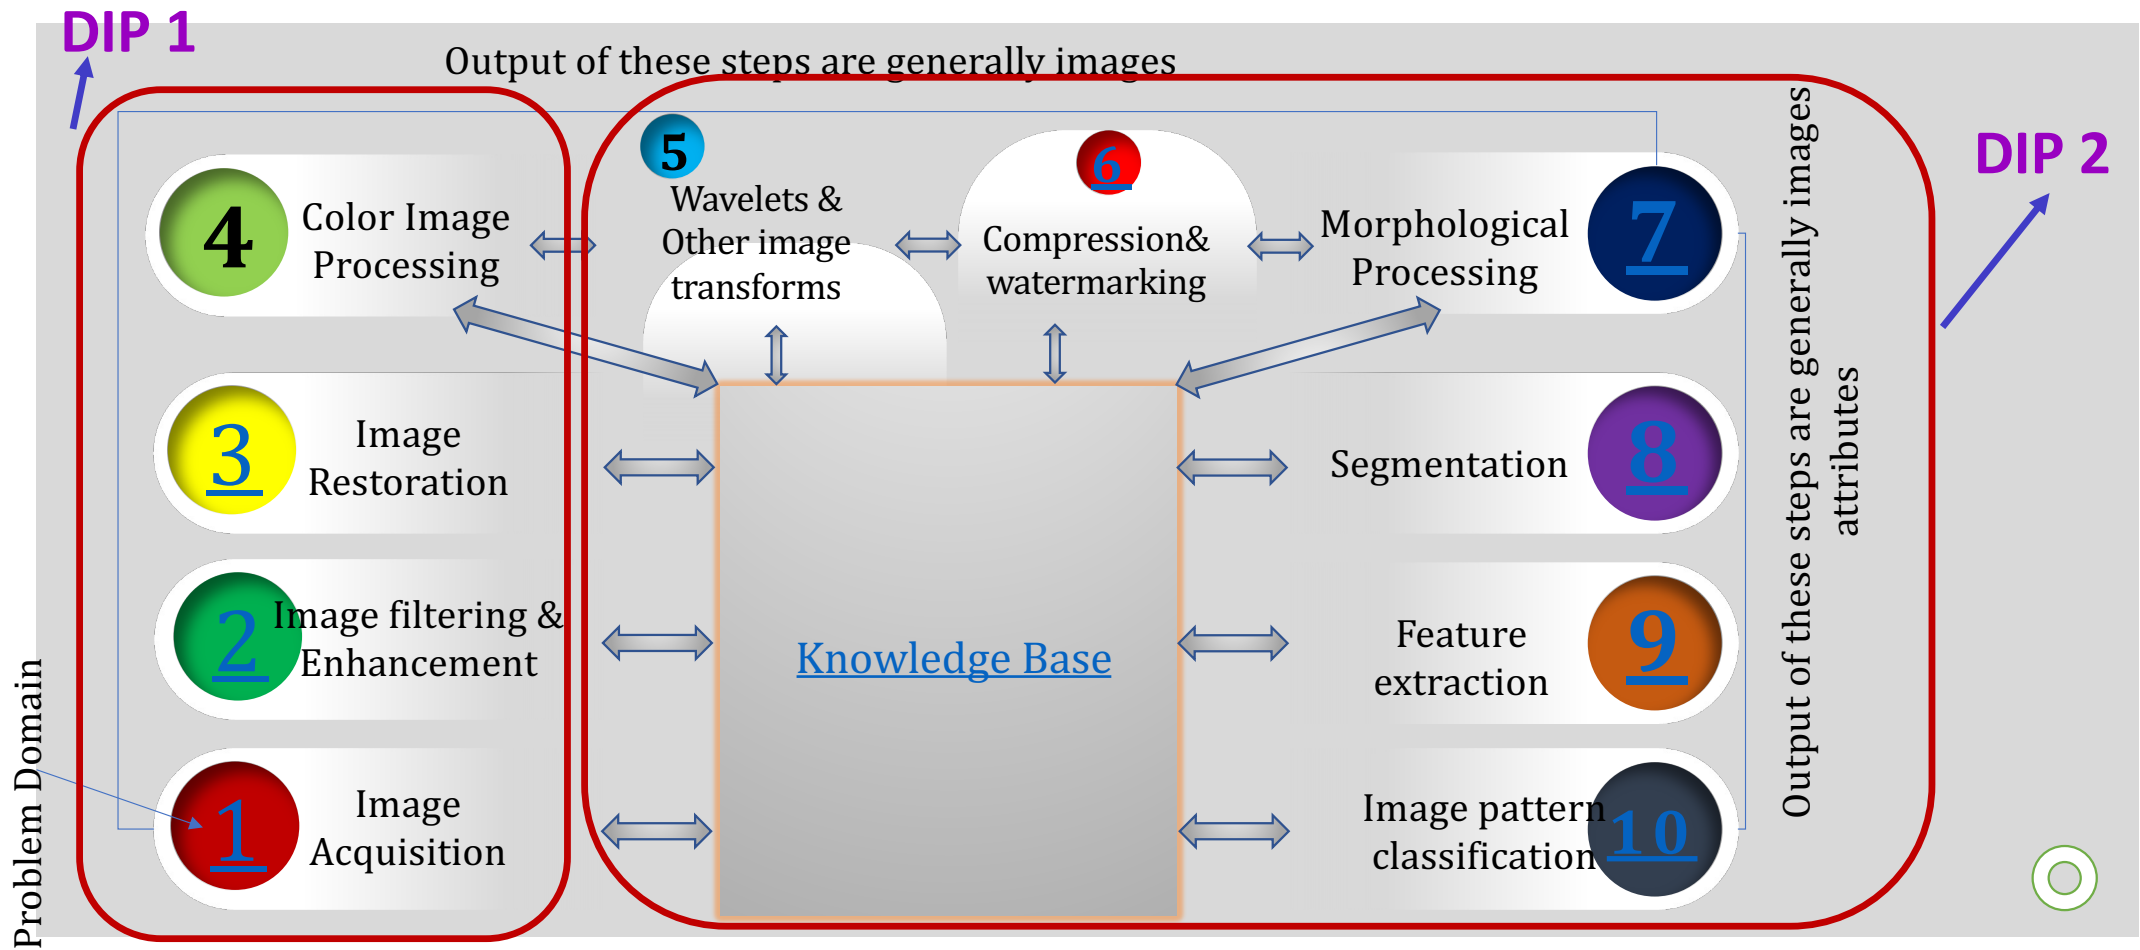 DIP 1
Output of these steps are generally images
DIP 2
4
Color Image
Processing
5
Wavelets &
Other image
transforms
6
Compression&
watermarking
Morphological
Processing
7
3
Image
Restoration
Segmentation
8
2
Image filtering &
Enhancement
Knowledge Base
Feature
extraction
9
1
Image
Acquisition
Image pattern
classification
10
Problem Domain
Output of these steps are generally images
attributes